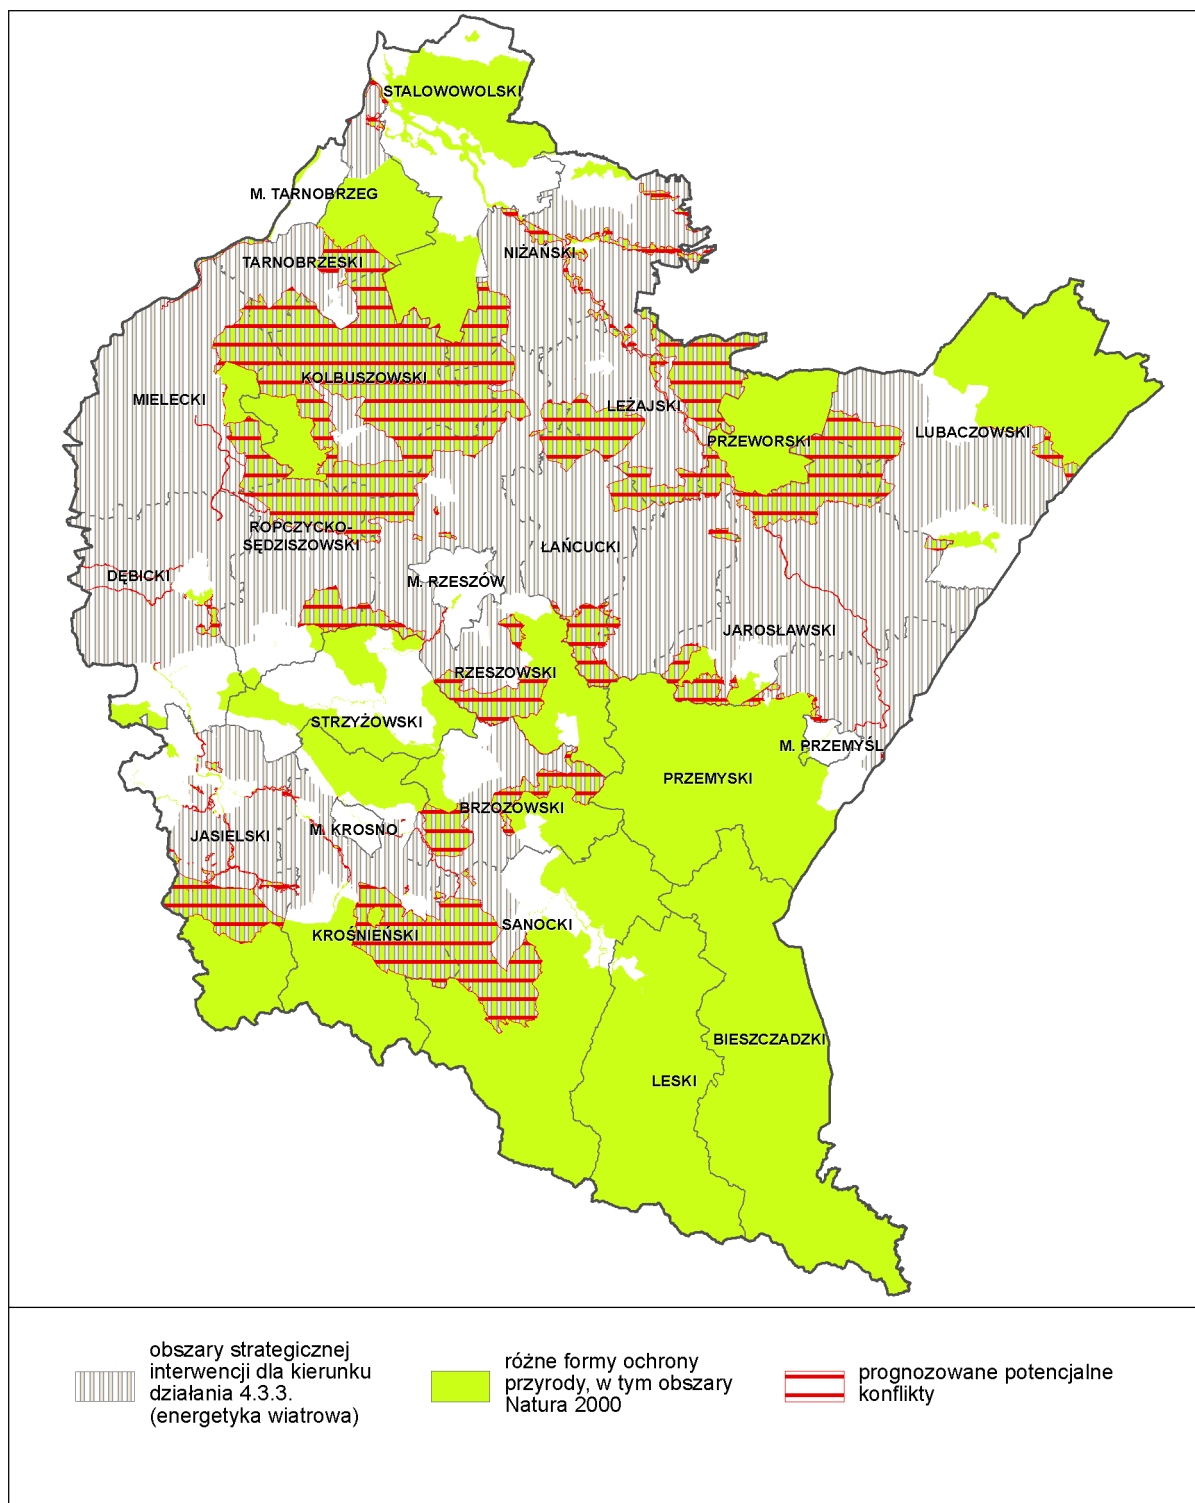 STALOWOWOLSKI
M. TARNOBRZEG
NIŻAŃSKI
TARNOBRZESKI
KOLBUSZOWSKI
MIELECKI
LEŻAJSKI
PRZEWORSKI
LUBACZOWSKI
ROPCZYCKO-
SĘDZISZOWSKI
ŁAŃCUCKI
DĘBICKI
M. RZESZÓW
JAROSŁAWSKI
RZESZOWSKI
STRZYŻOWSKI
M. PRZEMYŚL
PRZEMYSKI
BRZOZOWSKI
JASIELSKI
M. KROSNO
SANOCKI
KROŚNIEŃSKI
BIESZCZADZKI
LESKI
obszary strategicznej
interwencji dla kierunku
działania 4.3.3.
(energetyka wiatrowa)
różne formy ochrony
przyrody, w tym obszary
Natura 2000
prognozowane potencjalne
konflikty